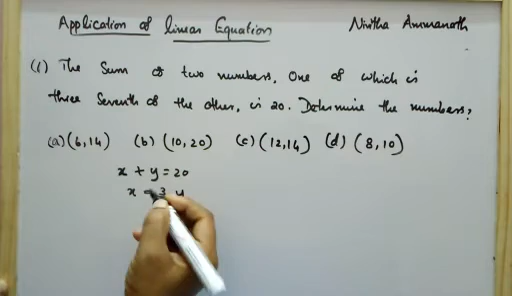 Application of linear Equation
Nivitha Ammanath
(1) The Sum of two numbers, One of which is
three Seventh of the other, is 20. Determine the numbers?
(a) (6,14) (b) (10,20) (c) (12,14) (d) (8,10)
x + y = 20
x = 3 y